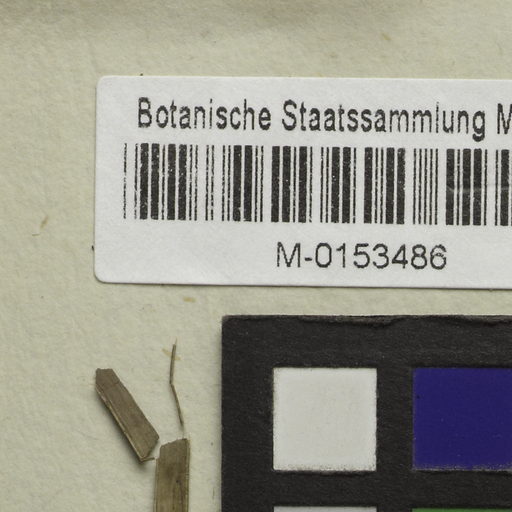 Botanische Staatssammlung M
M-0153486